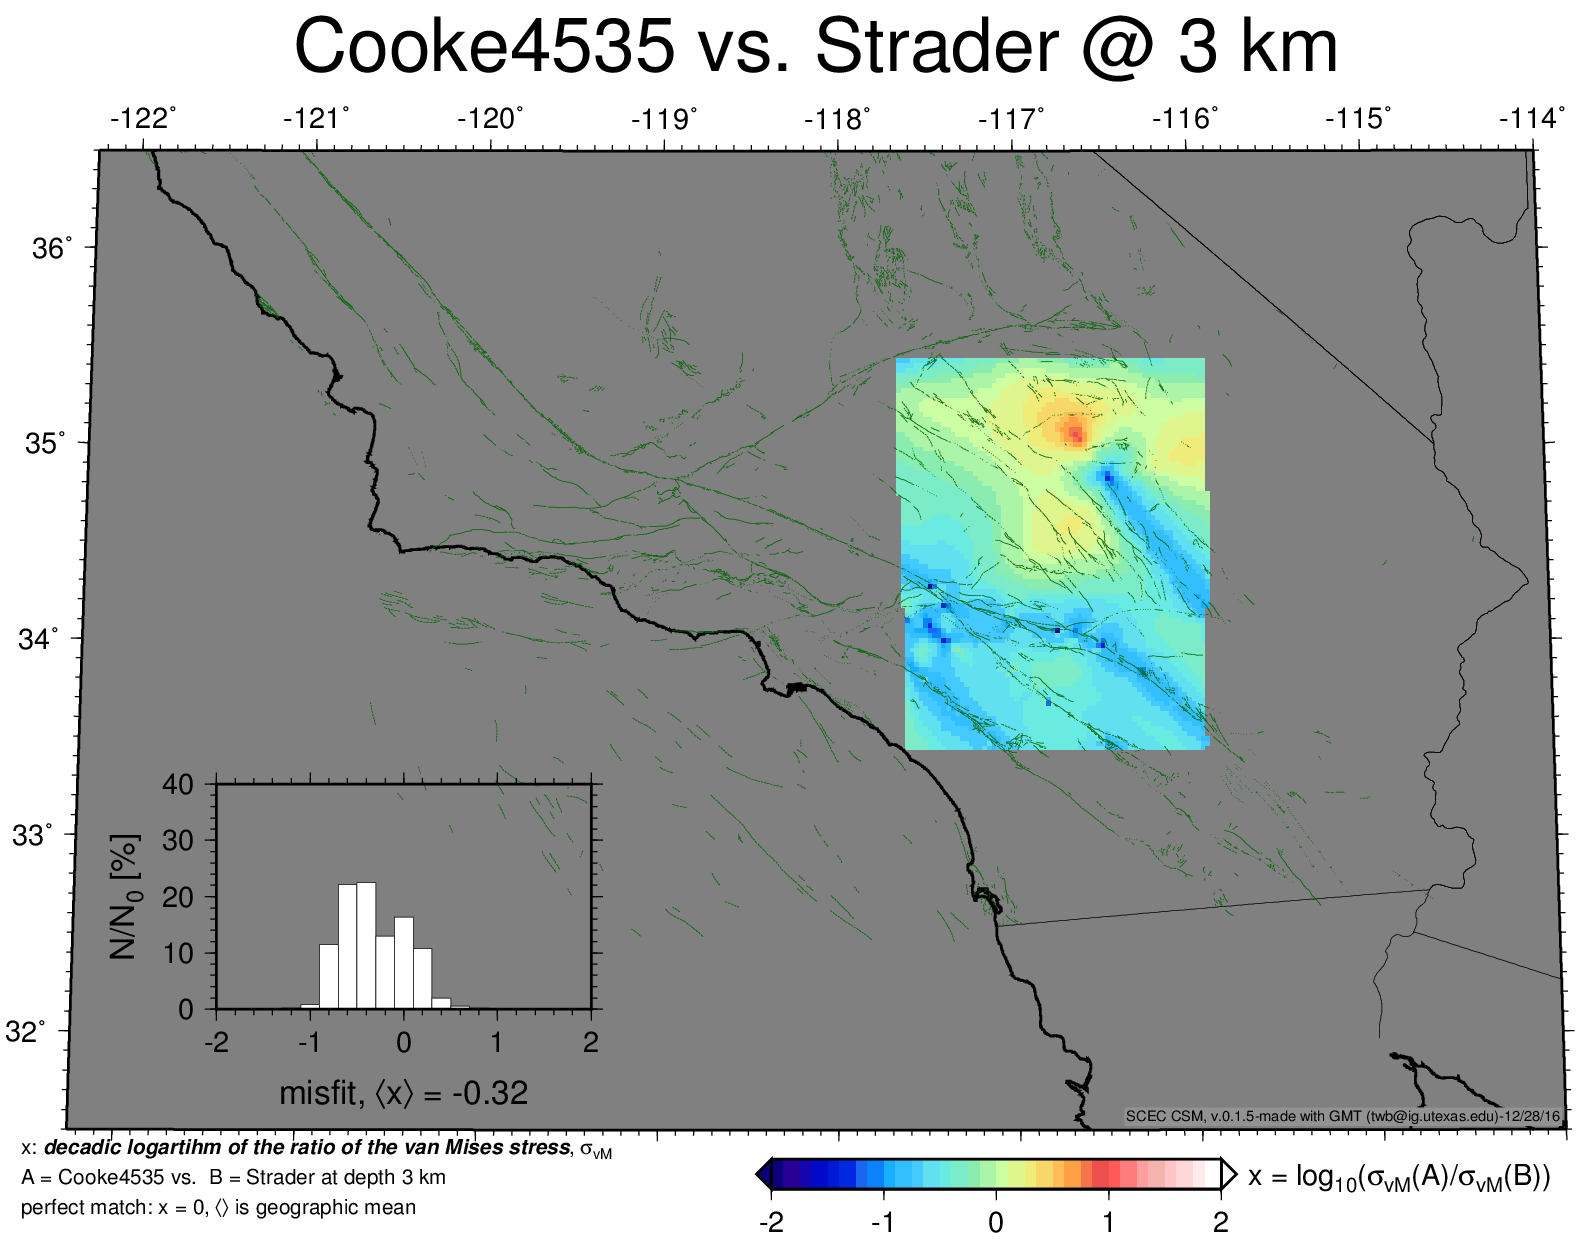 Cooke4535 vs. Strader @ 3 km
-122° -121° -120° -119° -118° -117° -116° -115° -114°
36°
35°
34°
33°
32°
40
30
20
10
0
N/N0 [%]
-2 -1 0 1 2
misfit, ⟨x⟩ = -0.32
SCEC CSM, v.0.1.5-made with GMT (twb@ig.utexas.edu)-12/28/16
x: decadic logartihm of the ratio of the van Mises stress, σvM
A = Cooke4535 vs. B = Strader at depth 3 km
perfect match: x = 0, ⟨⟩ is geographic mean
x = log10(σvM(A)/σvM(B))
-2 -1 0 1 2